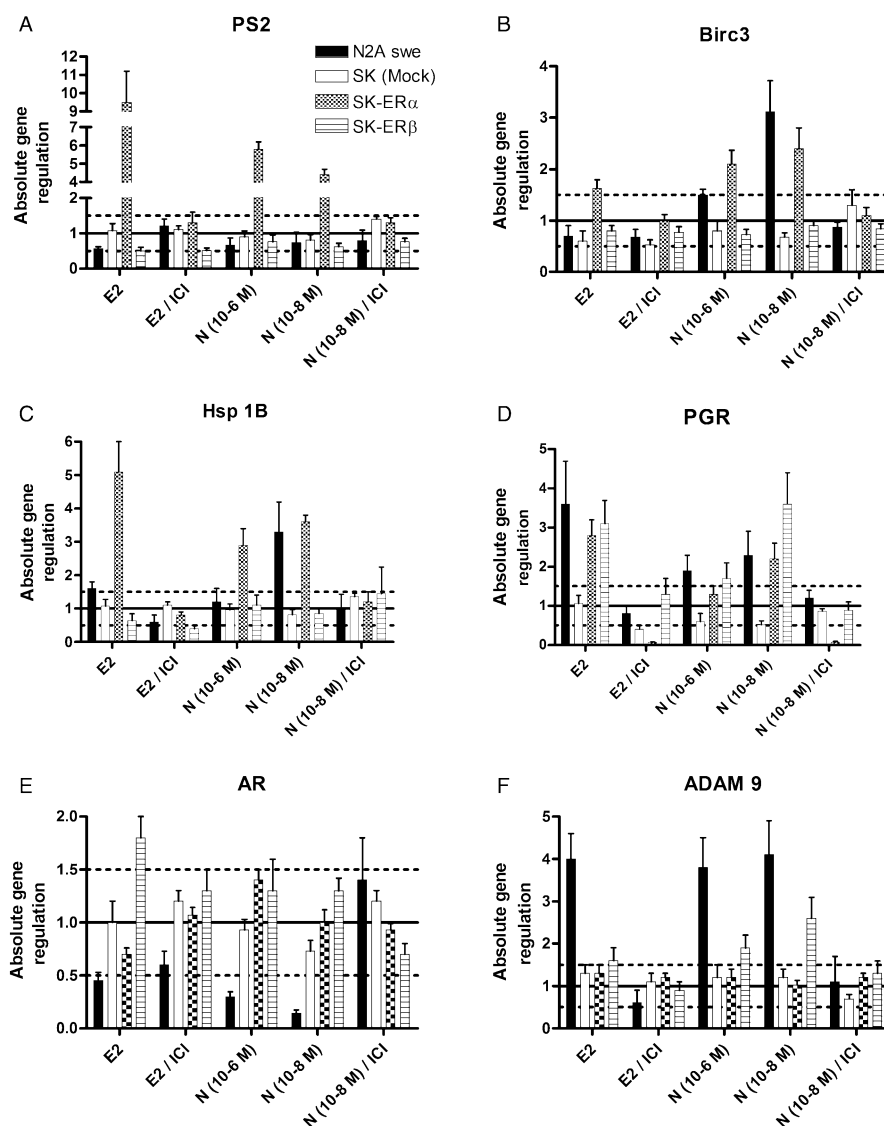 A
PS2
N2A swe
SK (Mock)
SK-ERα
SK-ERβ
Absolute gene
regulation
12
11
10
9
8
7
6
5
4
2
1
0
E2
E2 / ICI
N (10-6 M)
N (10-8 M)
N (10-8 M) / ICI
B
Birc3
Absolute gene
regulation
4
3
2
1
0
E2
E2 / ICI
N (10-6 M)
N (10-8 M)
N (10-8 M) / ICI
C
Hsp 1B
Absolute gene
regulation
6
5
4
3
2
1
0
E2
E2 / ICI
N (10-6 M)
N (10-8 M)
N (10-8 M) / ICI
D
PGR
Absolute gene
regulation
5
4
3
2
1
0
E2
E2 / ICI
N (10-6 M)
N (10-8 M)
N (10-8 M) / ICI
E
AR
Absolute gene
regulation
2.0
1.5
1.0
0.5
0.0
E2
E2 / ICI
N (10-6 M)
N (10-8 M)
N (10-8 M) / ICI
F
ADAM 9
Absolute gene
regulation
5
4
3
2
1
0
E2
E2 / ICI
N (10-6 M)
N (10-8 M)
N (10-8 M) / ICI